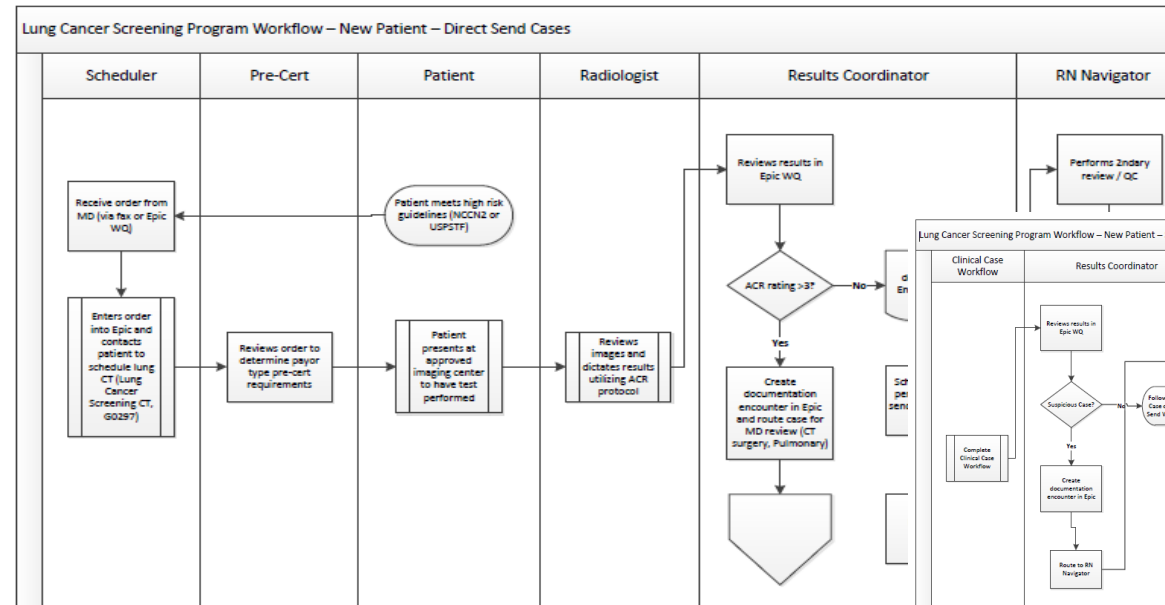 Lung Cancer Screening Program Workflow – New Patient – Direct Send Cases
Scheduler
Pre-Cert
Patient
Radiologist
Results Coordinator
RN Navigator
Receive order from
MD (via fax or Epic
WQ)
Enters order
into Epic and
contacts
patient to
schedule lung
CT (Lung
Cancer
Screening CT,
G0297)
Reviews order to
determine payor
type pre-cert
requirements
Patient meets high risk
guidelines (NCCN2 or
USPSTF)
Patient
presents at
approved
imaging center
to have test
performed
Reviews
images and
dictates results
utilizing ACR
protocol
Reviews results in
Epic WQ
ACR rating >3?
No
Yes
Create
documentation
encounter in Epic
and route case for
MD review (CT
surgery, Pulmonary)
d
En
Sch
per
send
Performs 2ndary
review / QC
Lung Cancer Screening Program Workflow – New Patient –
Clinical Case
Workflow
Results Coordinator
Complete
Clinical Case
Workflow
Reviews results in
Epic WQ
Suspicious Case?
No
Yes
Create
documentation
encounter in Epic
Route to RN
Navigator
Follow
Case
Send W